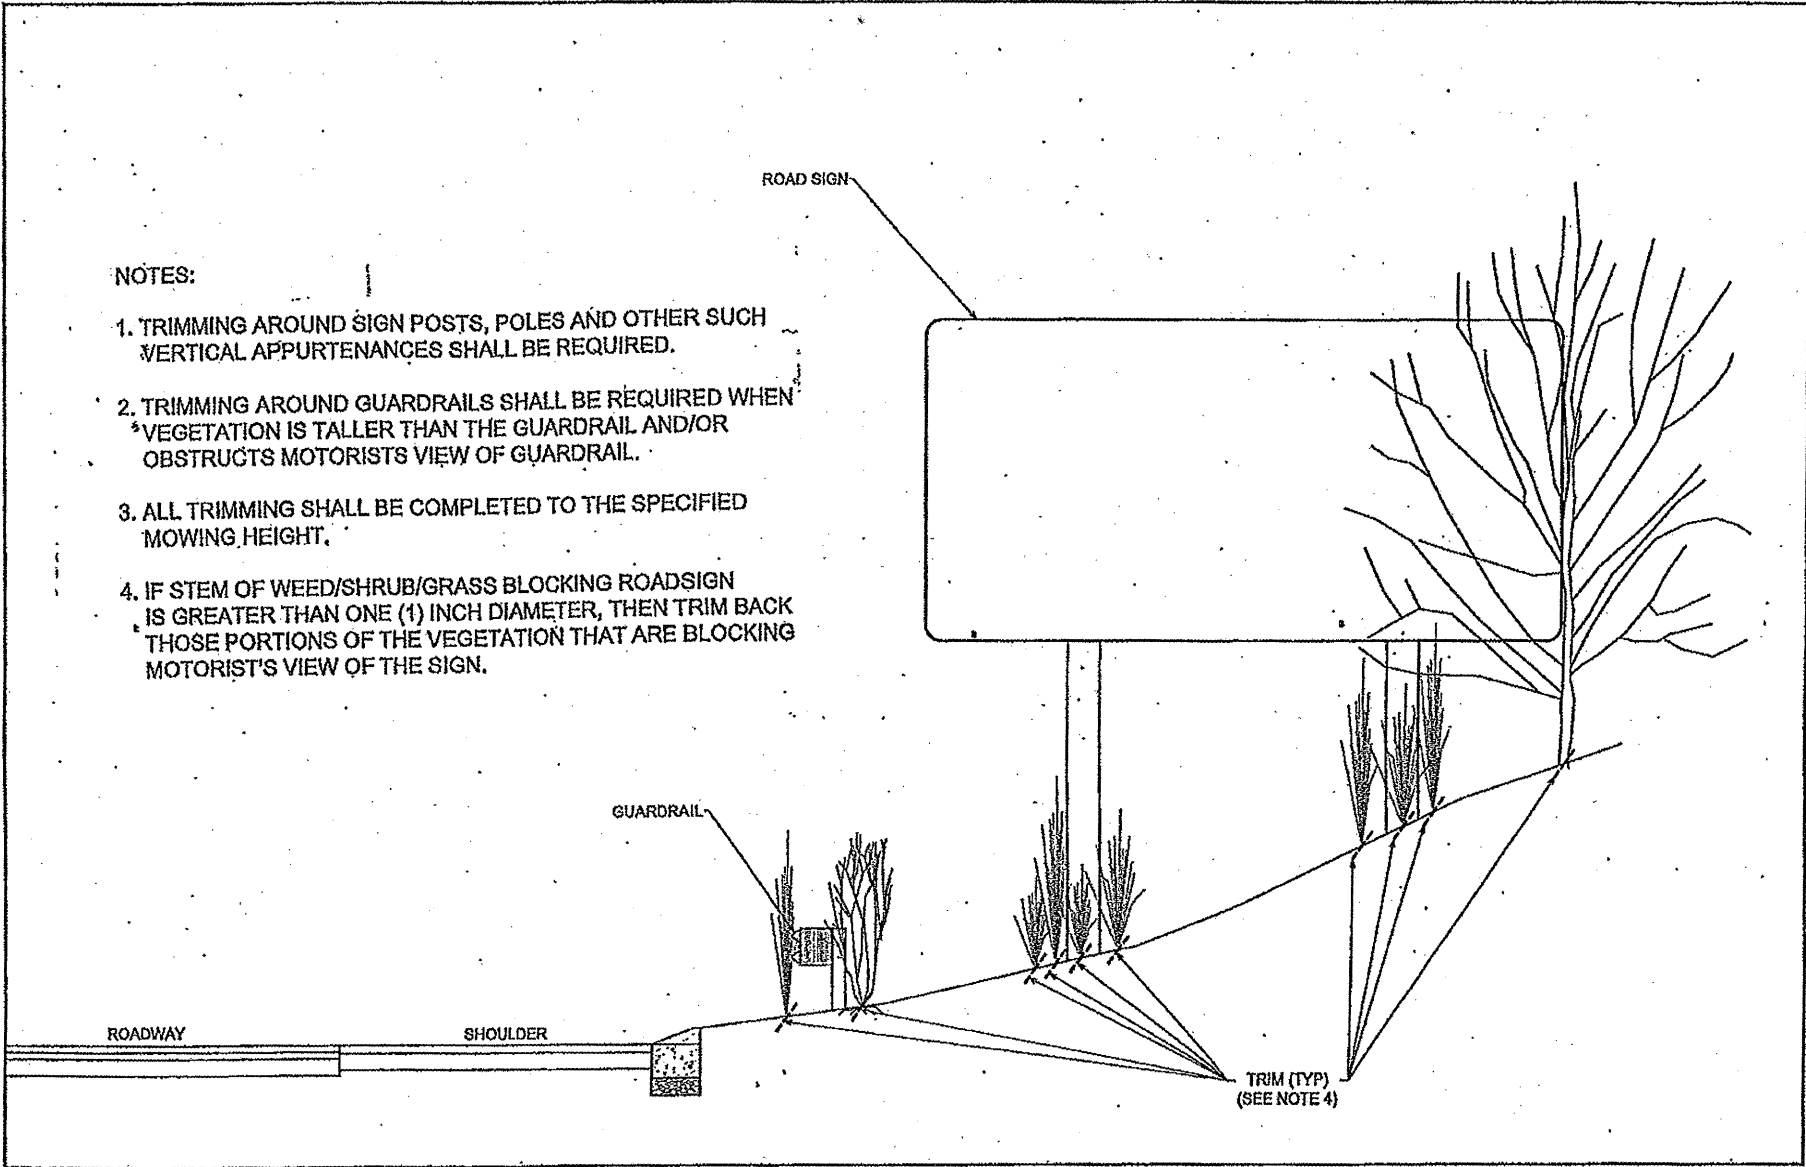 ROAD SIGN
NOTES:
1. TRIMMING AROUND SIGN POSTS, POLES AND OTHER SUCH
VERTICAL APPURTENANCES SHALL BE REQUIRED.
2. TRIMMING AROUND GUARDRAILS SHALL BE REQUIRED WHEN
VEGETATION IS TALLER THAN THE GUARDRAIL AND/OR
OBSTRUCTS MOTORISTS VIEW OF GUARDRAIL.
3. ALL TRIMMING SHALL BE COMPLETED TO THE SPECIFIED
MOWING HEIGHT.
4. IF STEM OF WEED/SHRUB/GRASS BLOCKING ROADSIGN
IS GREATER THAN ONE (1) INCH DIAMETER, THEN TRIM BACK
THOSE PORTIONS OF THE VEGETATION THAT ARE BLOCKING
MOTORIST'S VIEW OF THE SIGN.
GUARDRAIL
ROADWAY
SHOULDER
TRIM (TYP)
(SEE NOTE 4)